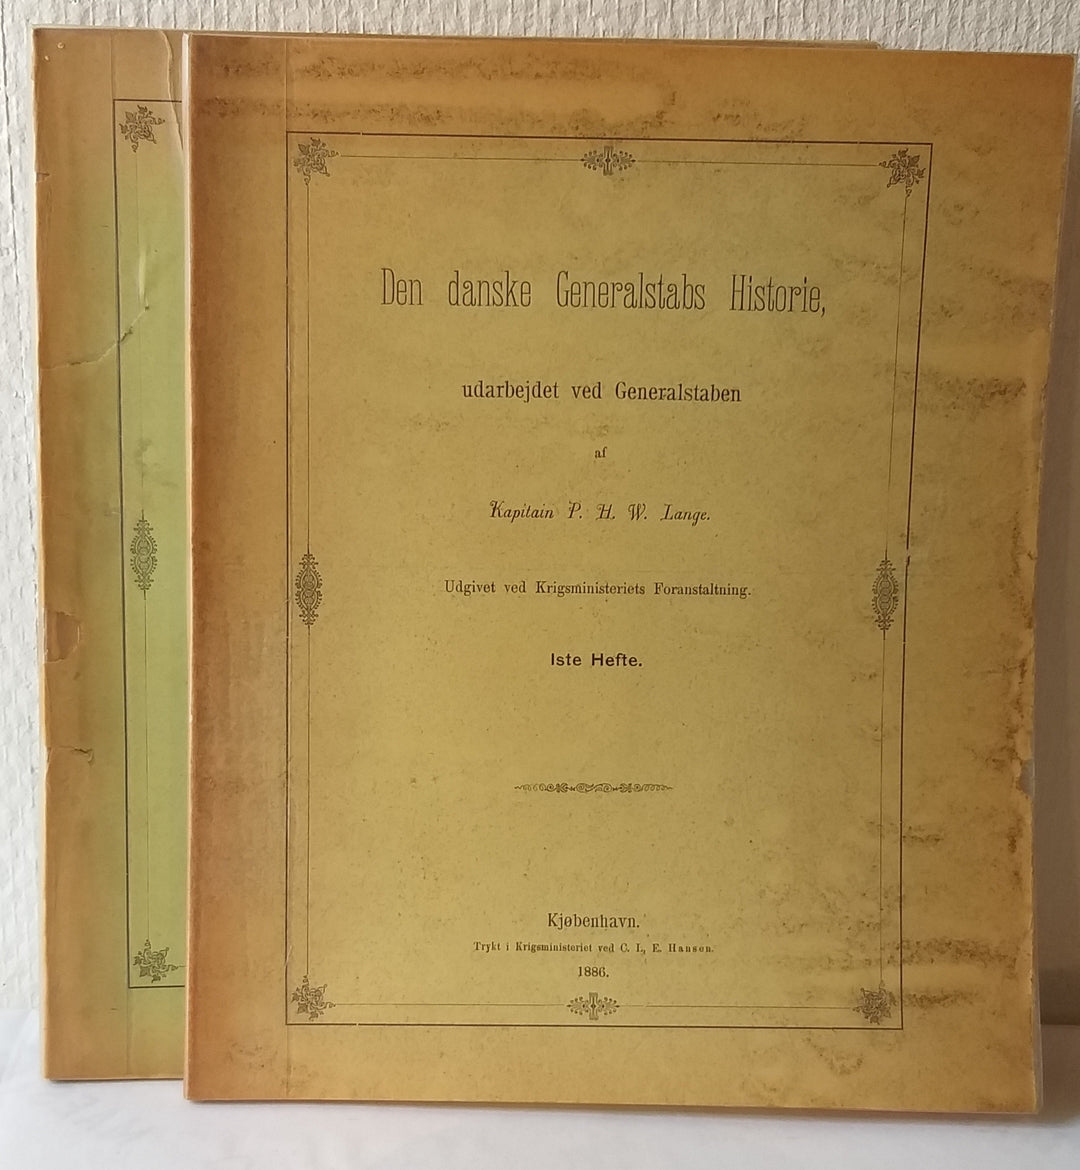 Den danske Generalstabs Historie,
udarbejdet ved Generalstaben
af
Kapitain P. H. W. Lange.
Udgivet ved Krigsministeriets Foranstaltning.
1ste Hefte.
Kjøbenhavn.
Trykt i Krigsministeriet ved C. L, E. Hansen.
1886.